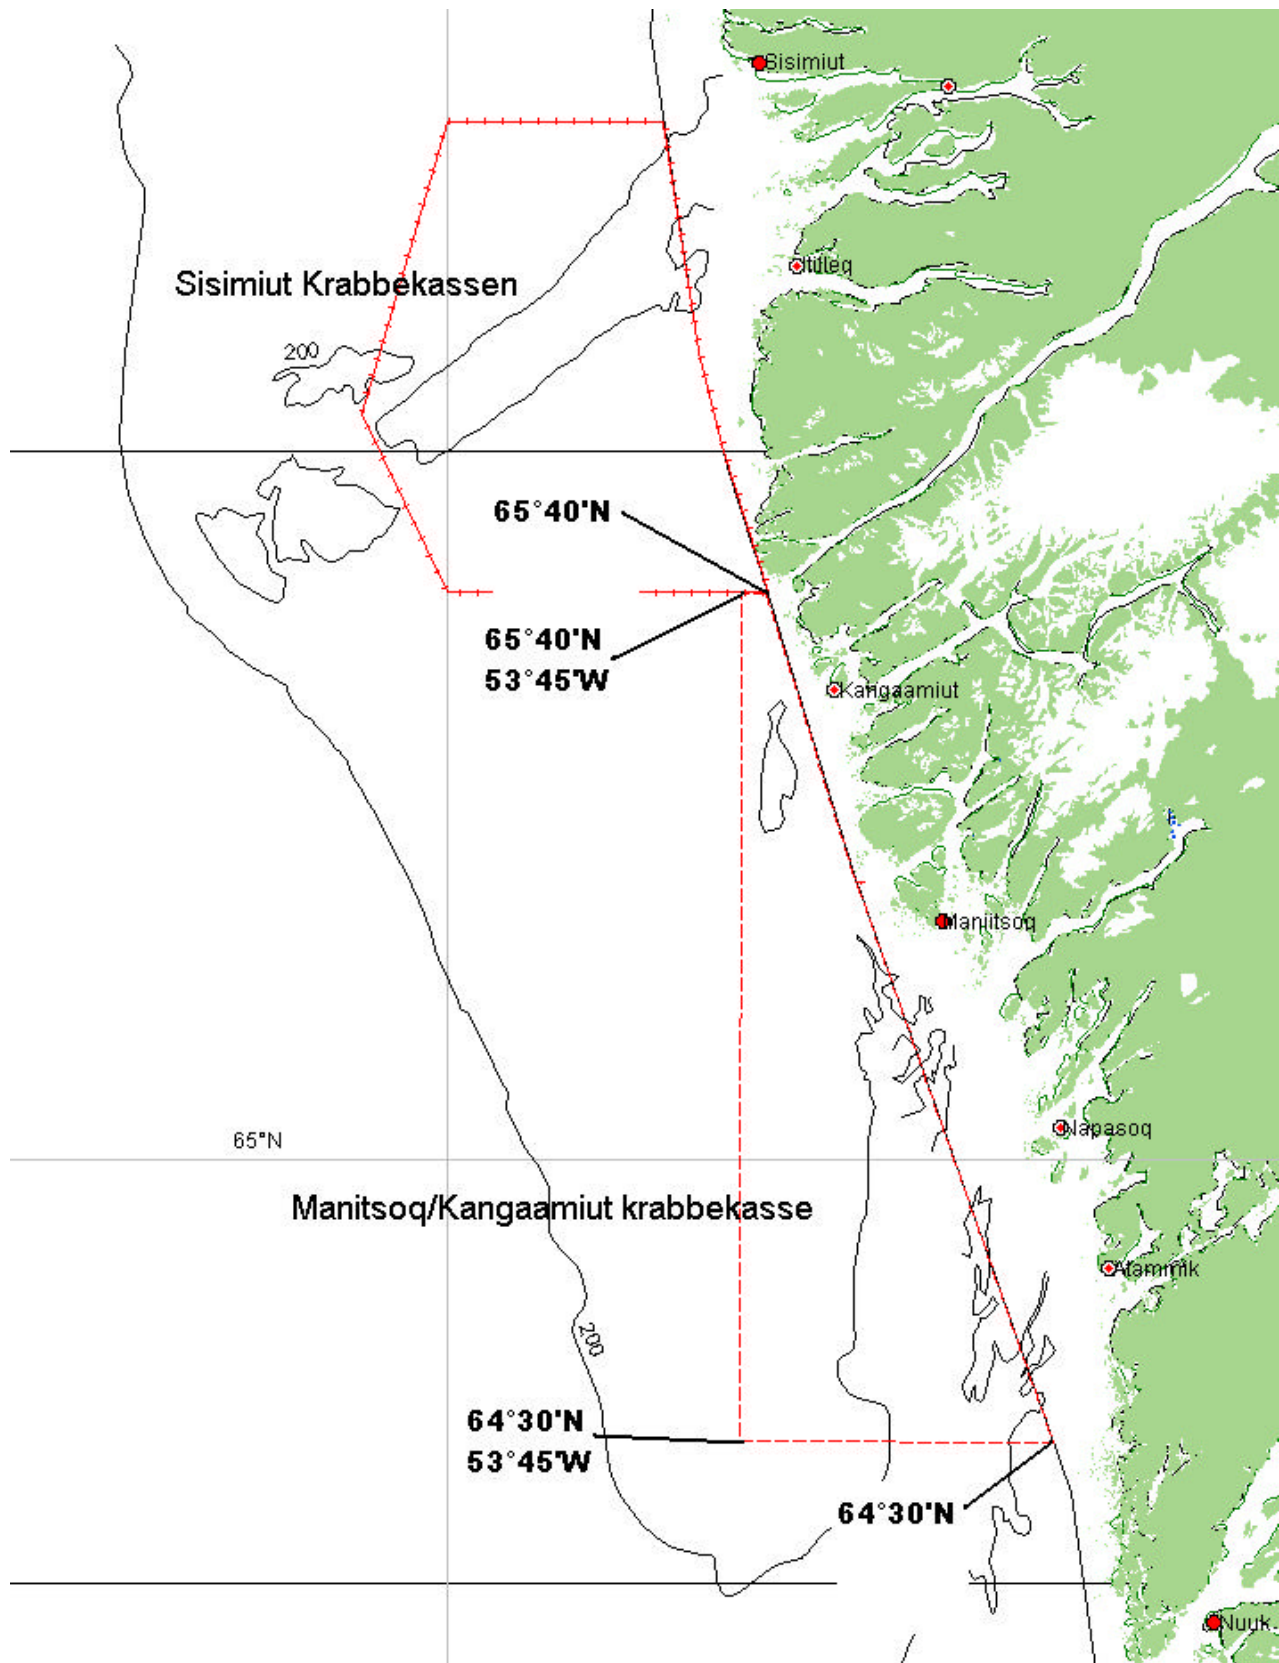 Sisimiut
Itilleq
Sisimiut Krabbekassen
200
65°40'N
65°40'N
53°45'W
Kangaamiut
Maniitsoq
Napasoq
65°N
Manitsoq/Kangaamiut krabbekasse
Atammik
200
64°30'N
53°45'W
64°30'N
Nuuk